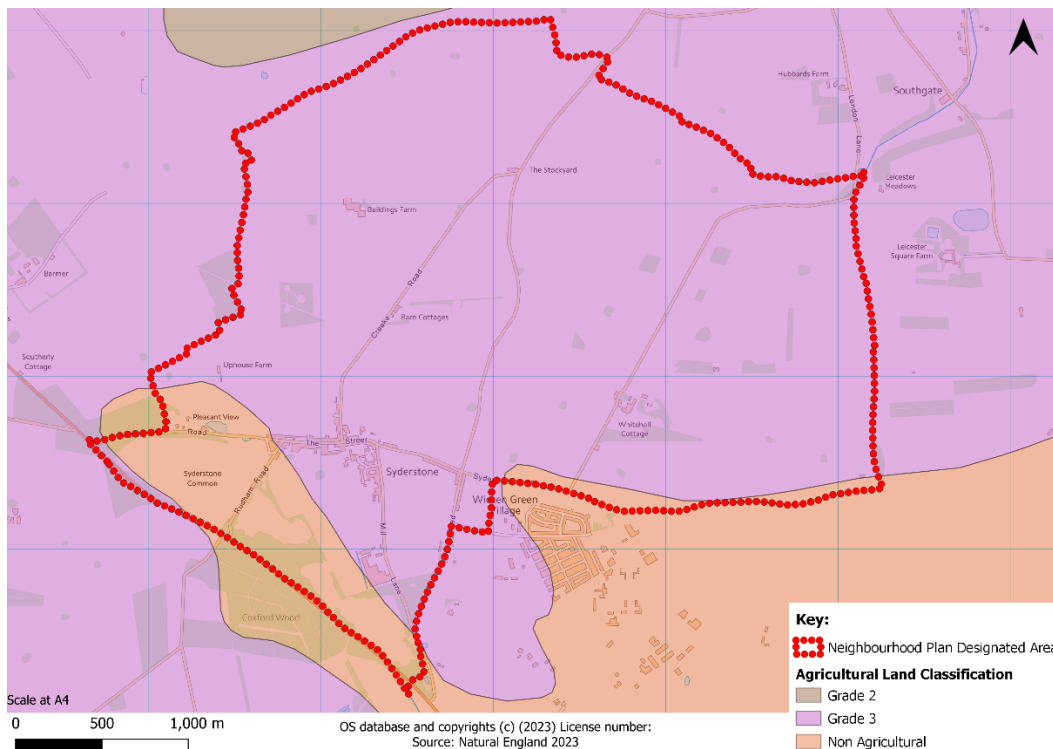 Hubbards Farm
Southgate
London
Lane
The Stockyard
Leicester
Meadows
Buildings Farm
Leicester
Square Farm
Barmer
Road
Creake
Barn Cottages
Southerly
Cottage
Uphouse Farm
Pleasant View
Road
The Street
Whitehall
Cottage
Syderstone
Common
Rudham Road
Syderstone
Mill
Lane
Village
Coxford Wood
Key:
Neighbourhood Plan Designated Area
Agricultural Land Classification
Grade 2
Grade 3
Non Agricultural
Scale at A4
0 500 1,000 m
OS database and copyrights (c) (2023) License number:
Source: Natural England 2023